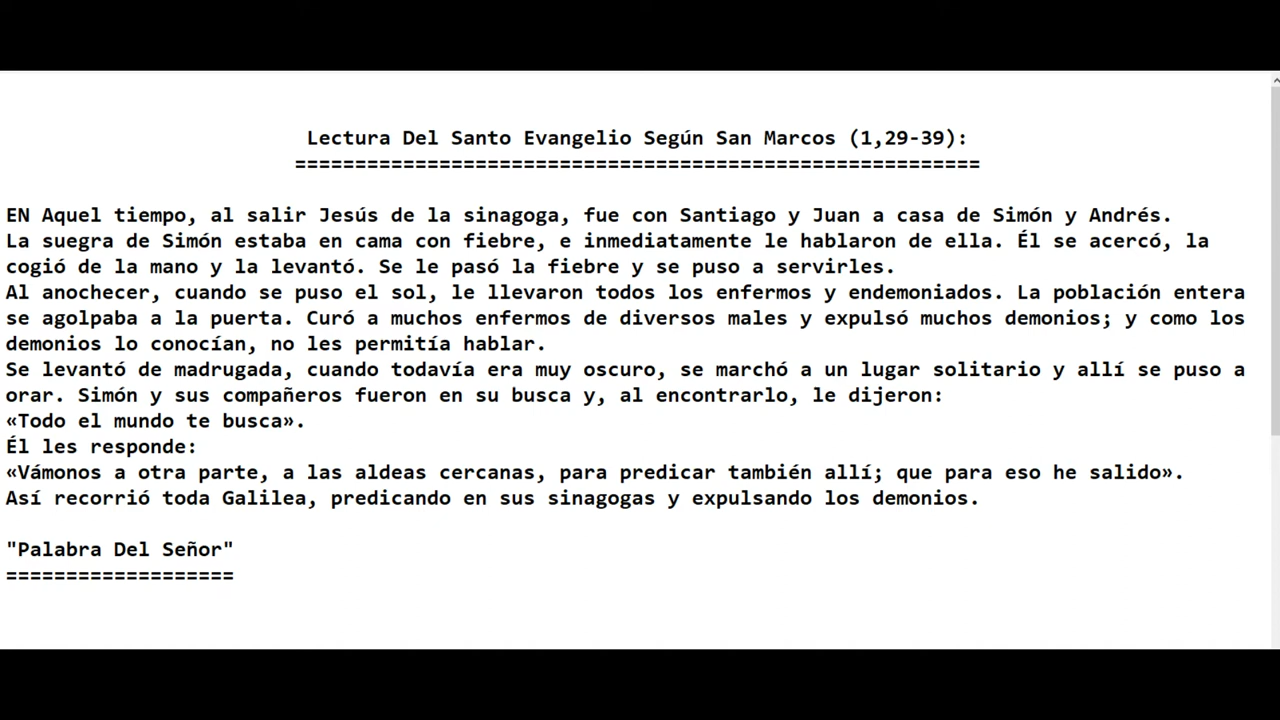 Lectura Del Santo Evangelio Según San Marcos (1,29-39):
=========================================================
EN Aquel tiempo, al salir Jesús de la sinagoga, fue con Santiago y Juan a casa de Simón y Andrés.
La suegra de Simón estaba en cama con fiebre, e inmediatamente le hablaron de ella. Él se acercó, la
cogió de la mano y la levantó. Se le pasó la fiebre y se puso a servirles.
Al anochecer, cuando se puso el sol, le llevaron todos los enfermos y endemoniados. La población entera
se agolpaba a la puerta. Curó a muchos enfermos de diversos males y expulsó muchos demonios; y como los
demonios lo conocían, no les permitía hablar.
Se levantó de madrugada, cuando todavía era muy oscuro, se marchó a un lugar solitario y allí se puso a
orar. Simón y sus compañeros fueron en su busca y, al encontrarlo, le dijeron:
«Todo el mundo te busca».
Él les responde:
«Vámonos a otra parte, a las aldeas cercanas, para predicar también allí; que para eso he salido».
Así recorrió toda Galilea, predicando en sus sinagogas y expulsando los demonios.
"Palabra Del Señor"
===================